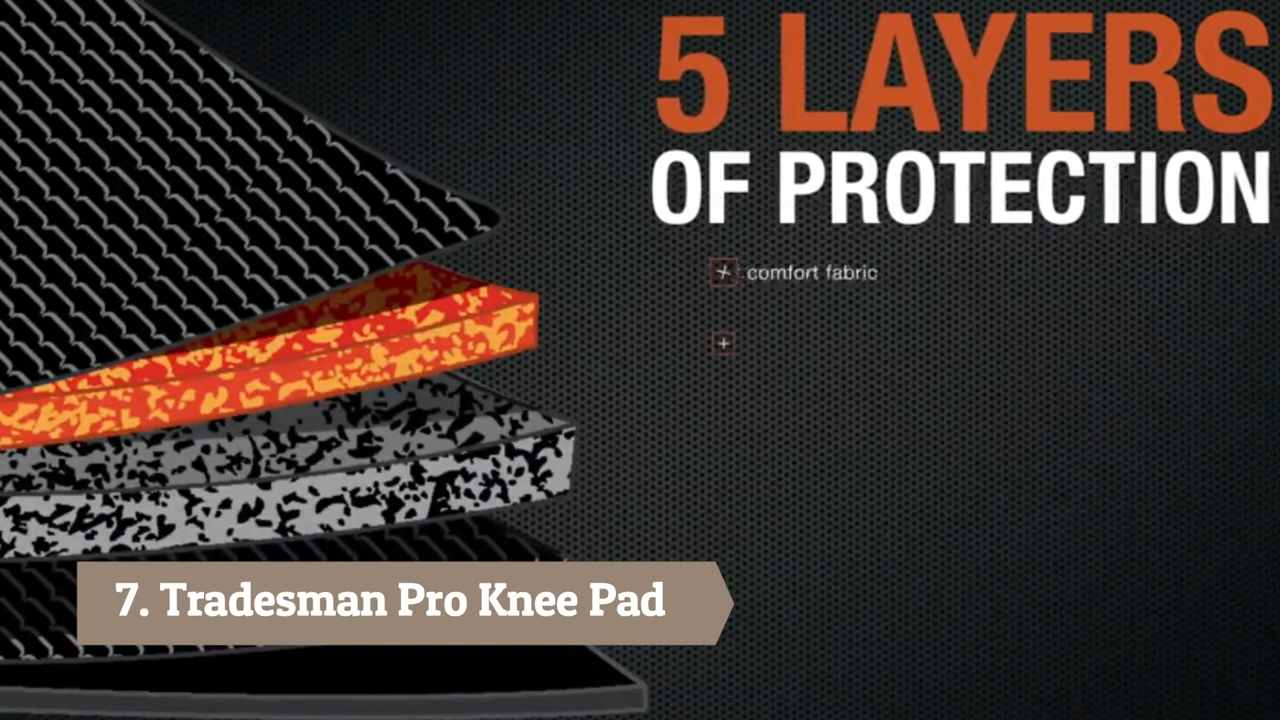 5 LAYERS
OF PROTECTION
comfort fabric
7. Tradesman Pro Knee Pad